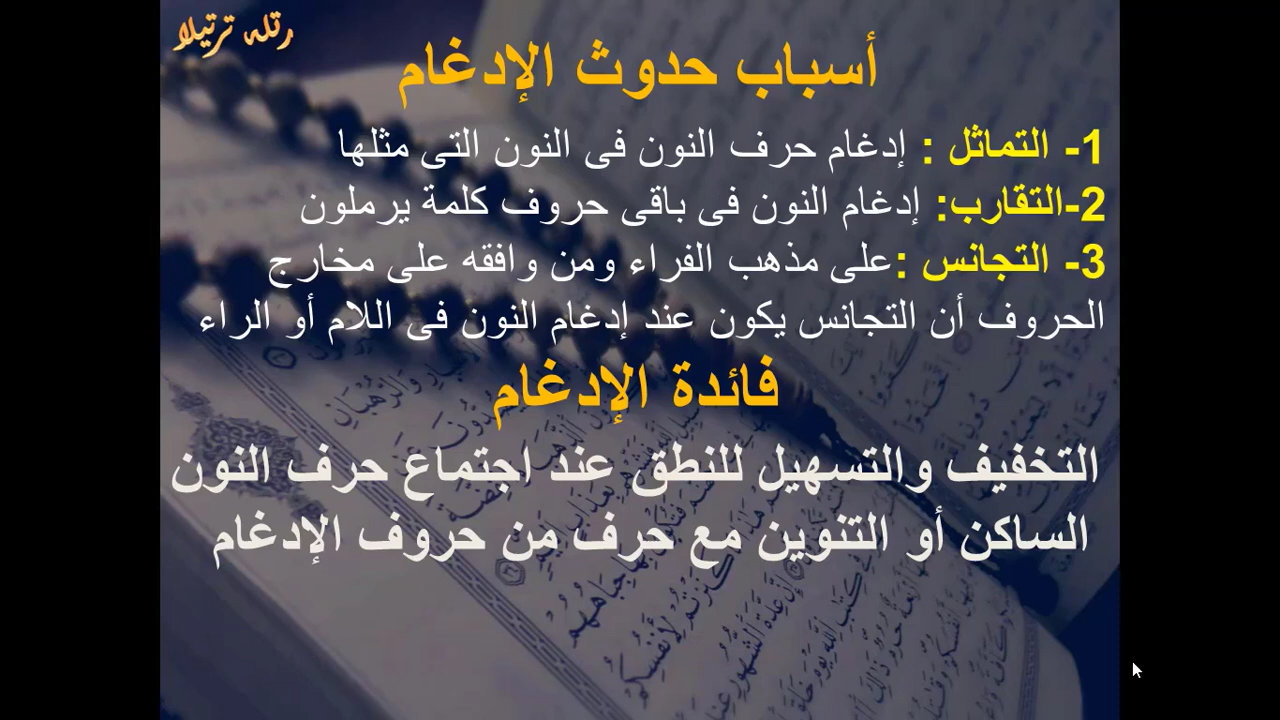 رتله ترتيلا
أسباب حدوث الإدغام
1- التماثل : إدغام حرف النون فى النون التى مثلها
2-التقارب: إدغام النون فى باقى حروف كلمة يرملون
3- التجانس :على مذهب الفراء ومن وافقه على مخارج
الحروف أن التجانس يكون عند إدغام النون فى اللام أو الراء
فائدة الإدغام
التخفيف والتسهيل للنطق عند اجتماع حرف النون
الساكن أو التنوين مع حرف من حروف الإدغام